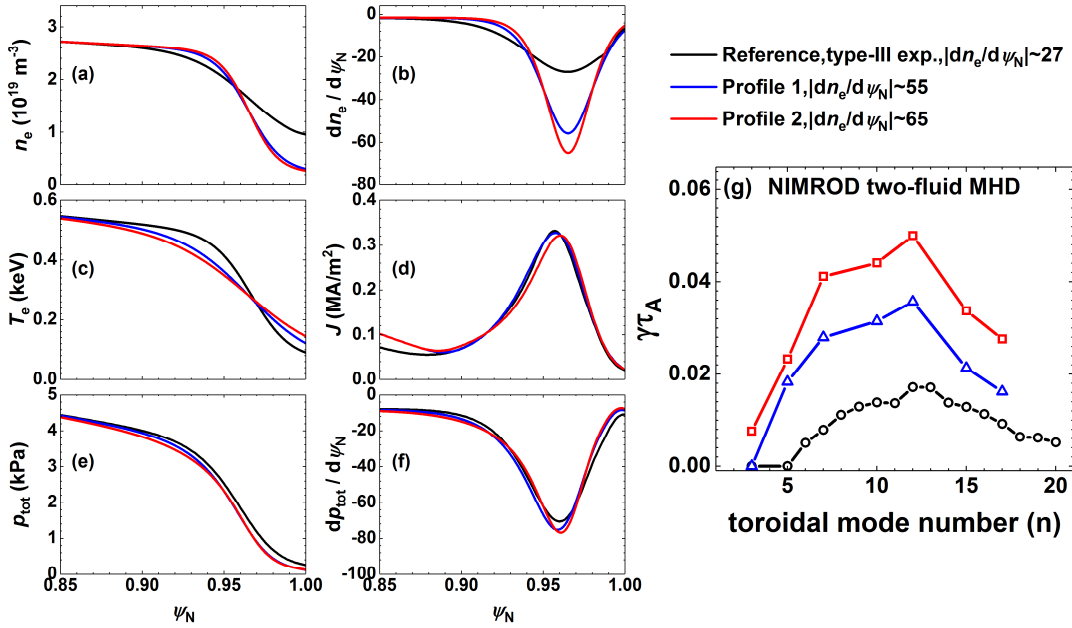 3
2
1
0
n_e (10^19 m^-3)
(a)
0
-20
-40
-60
-80
dn_e / dψ_N
(b)
Reference,type-III exp.,|dn_e/dψ_N|~27
Profile 1,|dn_e/dψ_N|~55
Profile 2,|dn_e/dψ_N|~65
0.6
0.4
0.2
0.0
T_e (keV)
(c)
0.4
0.3
0.2
0.1
0.0
J (MA/m²)
(d)
5
4
3
2
1
0
p_tot (kPa)
(e)
0.85
0.90
0.95
1.00
ψ_N
0
-20
-40
-60
-80
-100
dp_tot / dψ_N
(f)
0.85
0.90
0.95
1.00
ψ_N
(g) NIMROD two-fluid MHD
0.06
0.04
0.02
0.00
γτ_A
5
10
15
20
toroidal mode number (n)